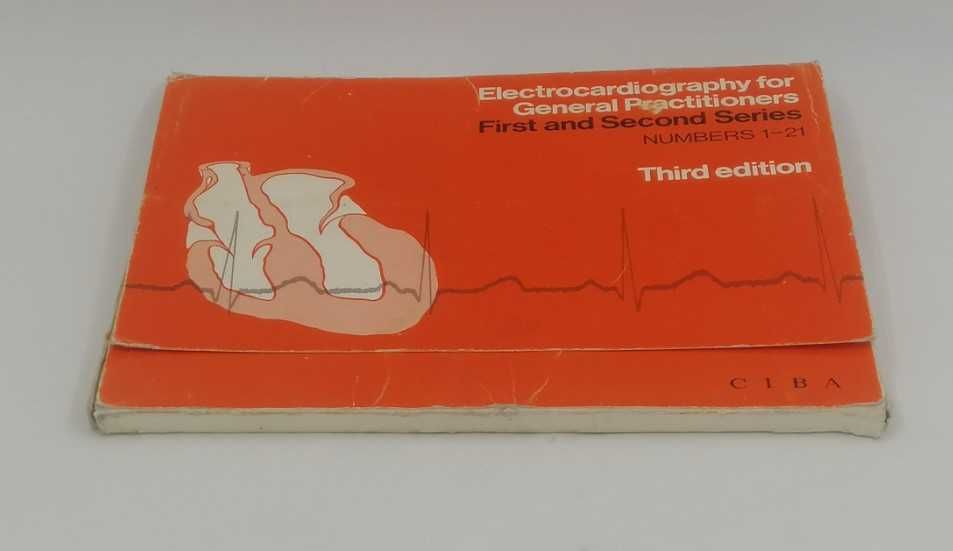 Electrocardiography for
General Practitioners
First and Second Series
NUMBERS 1–21
Third edition
CIBA